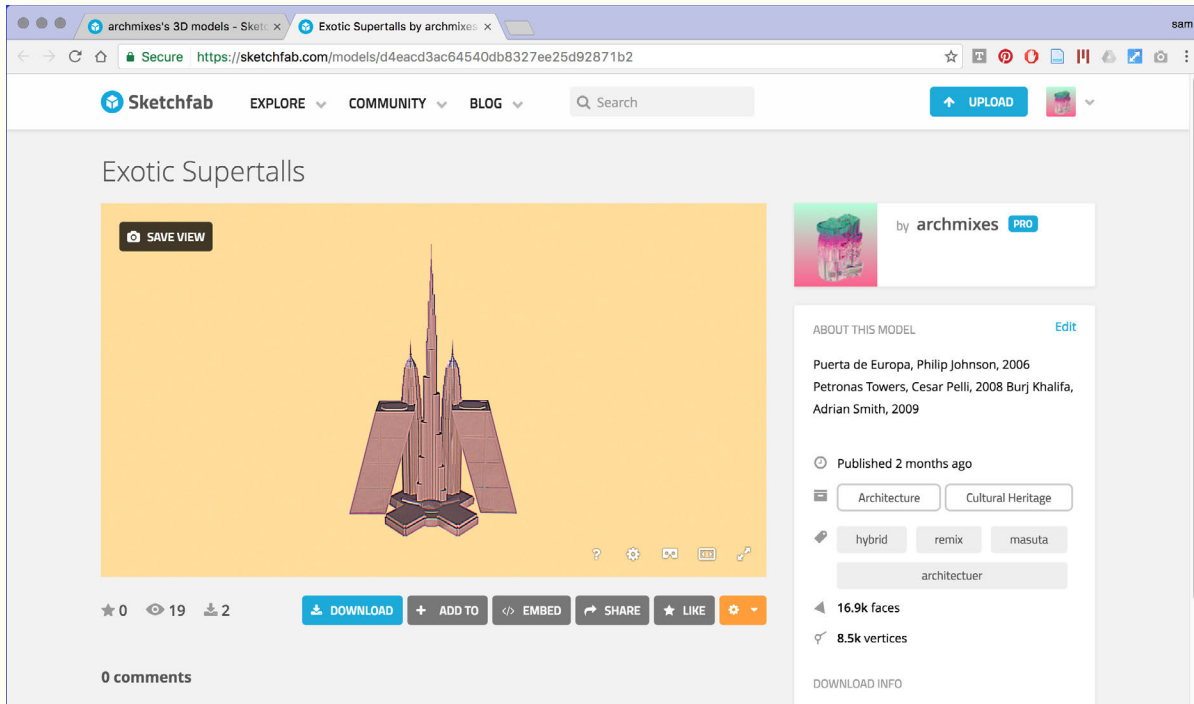 archmixes's 3D models - Sketc
Exotic Supertalls by archmixes
sam
Secure https://sketchfab.com/models/d4eacd3ac64540db8327ee25d92871b2
Sketchfab EXPLORE COMMUNITY BLOG Search UPLOAD
Exotic Supertalls
SAVE VIEW
by archmixes PRO
ABOUT THIS MODEL Edit
Puerta de Europa, Philip Johnson, 2006
Petronas Towers, Cesar Pelli, 2008 Burj Khalifa,
Adrian Smith, 2009
Published 2 months ago
Architecture Cultural Heritage
hybrid remix masuta
architectuer
16.9k faces
8.5k vertices
DOWNLOAD INFO
0 19 2 DOWNLOAD + ADD TO </> EMBED SHARE LIKE
0 comments